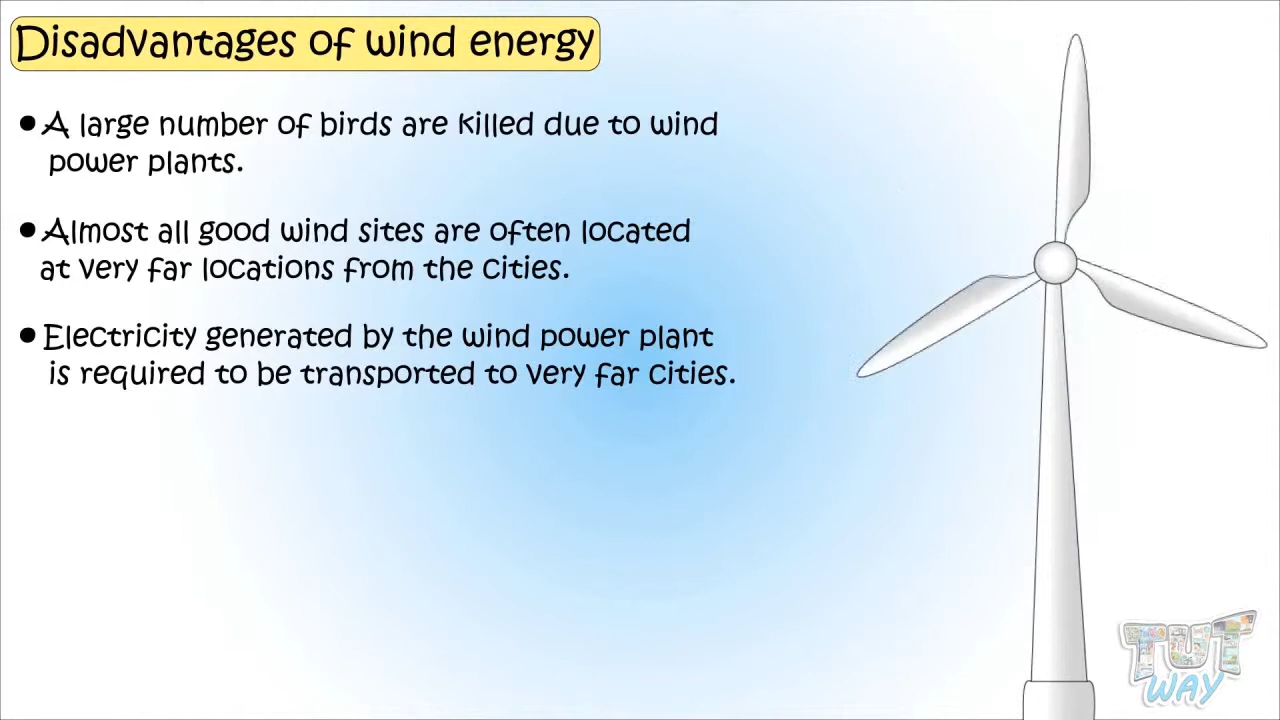 Disadvantages of wind energy
•A large number of birds are killed due to wind
power plants.
•Almost all good wind sites are often located
at very far locations from the cities.
•Electricity generated by the wind power plant
is required to be transported to very far cities.
TUT
WAY